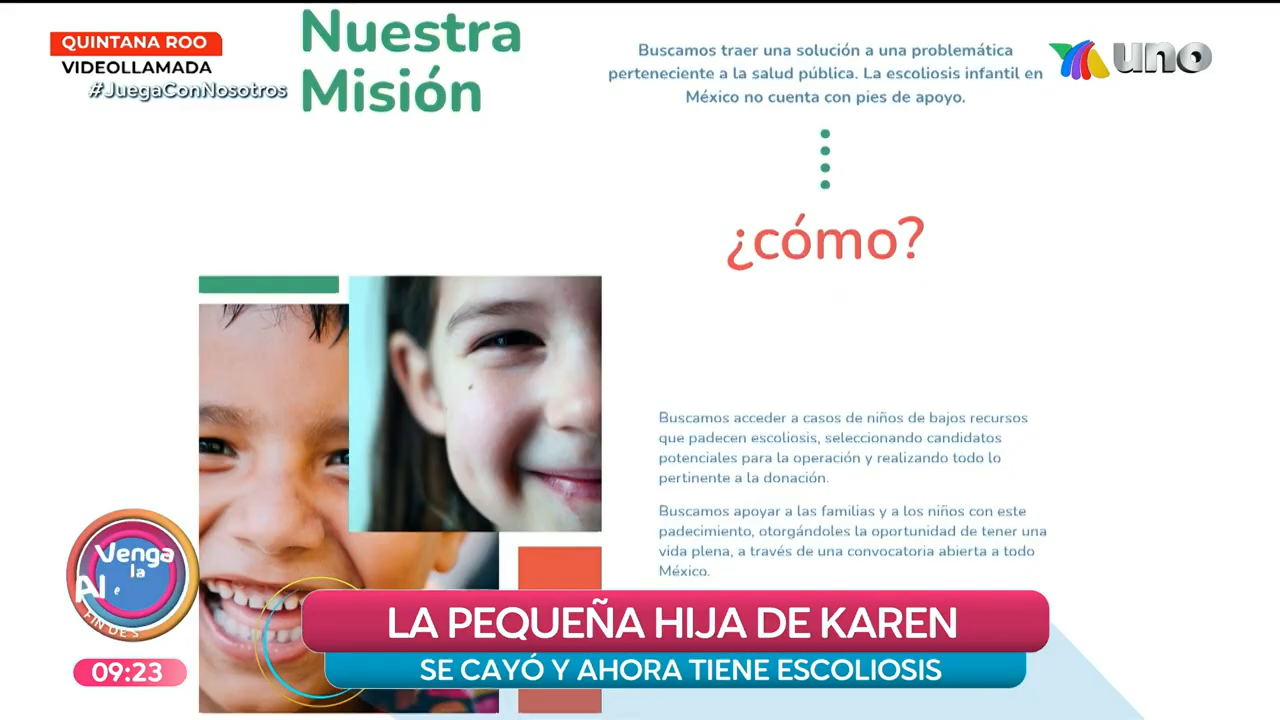 QUINTANA ROO
VIDEOLLAMADA
#JuegaConNosotros
Nuestra
Misión
Buscamos traer una solución a una problemática
perteneciente a la salud pública. La escoliosis infantil en
México no cuenta con pies de apoyo.
uno
¿cómo?
Buscamos acceder a casos de niños de bajos recursos
que padecen escoliosis, seleccionando candidatos
potenciales para la operación y realizando todo lo
pertinente a la donación.
Buscamos apoyar a las familias y a los niños con este
padecimiento, otorgándoles la oportunidad de tener una
vida plena, a través de una convocatoria abierta a todo
México.
Venga
la
Al e
FIN DE S
09:23
LA PEQUEÑA HIJA DE KAREN
SE CAYÓ Y AHORA TIENE ESCOLIOSIS